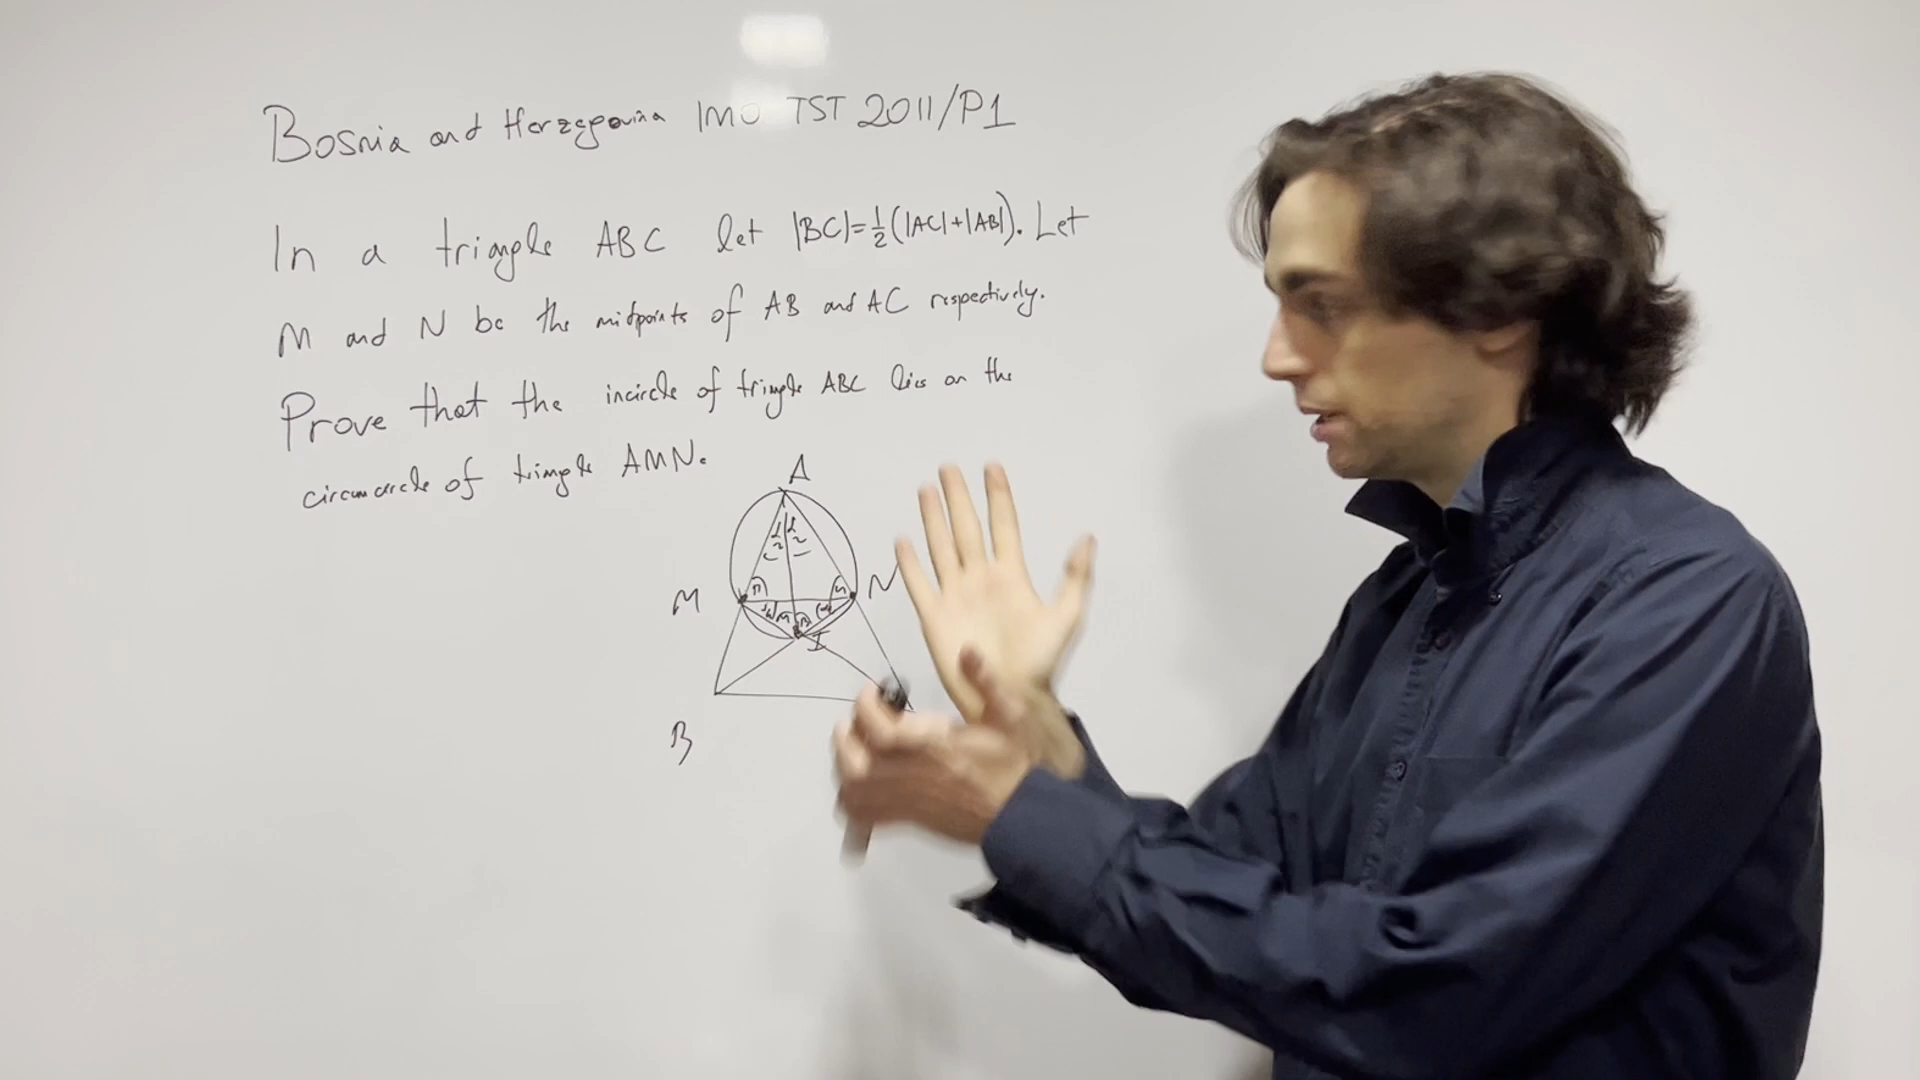 Bosnia and Herzegovina IMO TST 2011/P1
In a triangle ABC let |BC|=½(|AC|+|AB|). Let
M and N be the midpoints of AB and AC respectively.
Prove that the incircle of triangle ABC lies on the
circumcircle of triangle AMN.
A
M
N
I
B